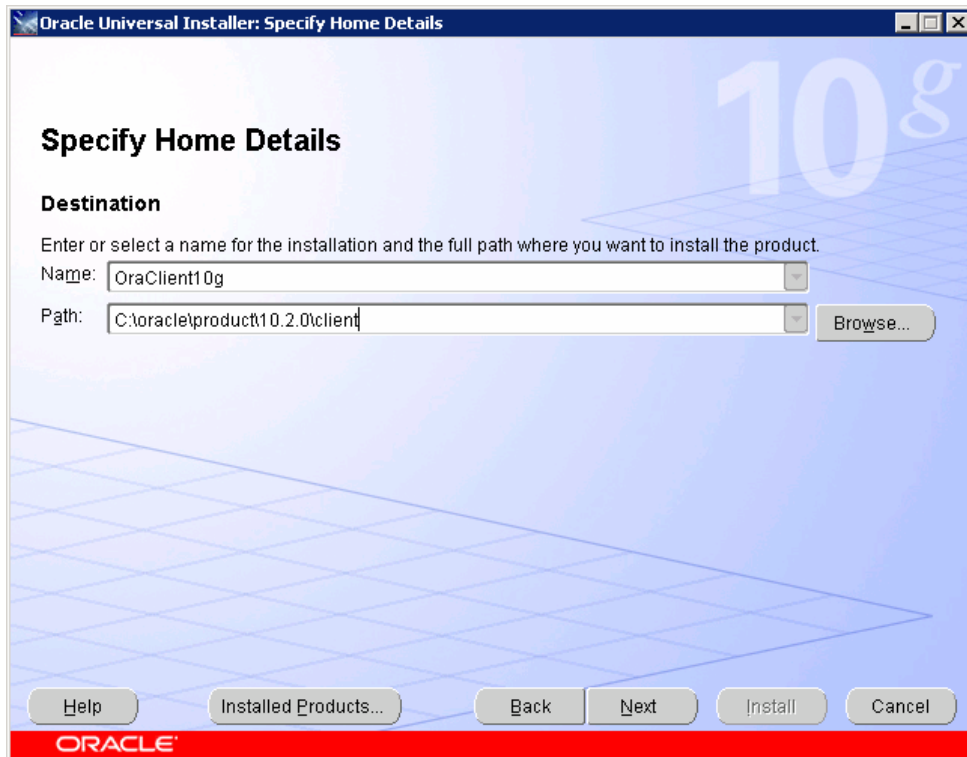 Oracle Universal Installer: Specify Home Details
10g
Specify Home Details
Destination
Enter or select a name for the installation and the full path where you want to install the product.
Name: OraClient10g
Path: C:\oracle\product\10.2.0\client Browse...
Help Installed Products... Back Next Install Cancel
ORACLE